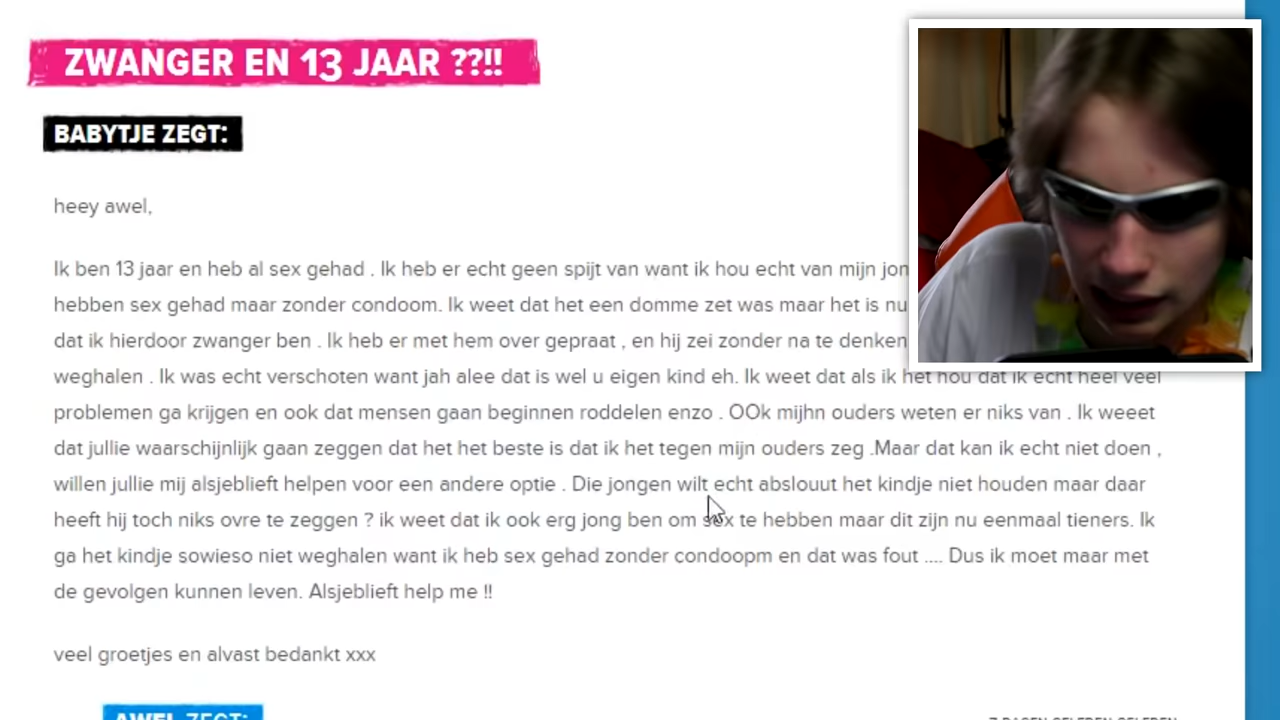 ZWANGER EN 13 JAAR ??!!
BABYTJE ZEGT:
heey awel,
Ik ben 13 jaar en heb al sex gehad . Ik heb er echt geen spijt van want ik hou echt van mijn
hebben sex gehad maar zonder condoom. Ik weet dat het een domme zet was maar het is nu
dat ik hierdoor zwanger ben . Ik heb er met hem over gepraat , en hij zei zonder na te denken
weghalen . Ik was echt verschoten want jah alee dat is wel u eigen kind eh. Ik weet dat als ik het hou dat ik echt heel veel
problemen ga krijgen en ook dat mensen gaan beginnen roddelen enzo . OOk mijhn ouders weten er niks van . Ik weeet
dat jullie waarschijnlijk gaan zeggen dat het het beste is dat ik het tegen mijn ouders zeg .Maar dat kan ik echt niet doen ,
willen jullie mij alsjeblieft helpen voor een andere optie . Die jongen wilt echt abslouut het kindje niet houden maar daar
heeft hij toch niks ovre te zeggen ? ik weet dat ik ook erg jong ben om sex te hebben maar dit zijn nu eenmaal tieners. Ik
ga het kindje sowieso niet weghalen want ik heb sex gehad zonder condoopm en dat was fout .... Dus ik moet maar met
de gevolgen kunnen leven. Alsjeblieft help me !!
veel groetjes en alvast bedankt xxx
AWEL ZEGT: